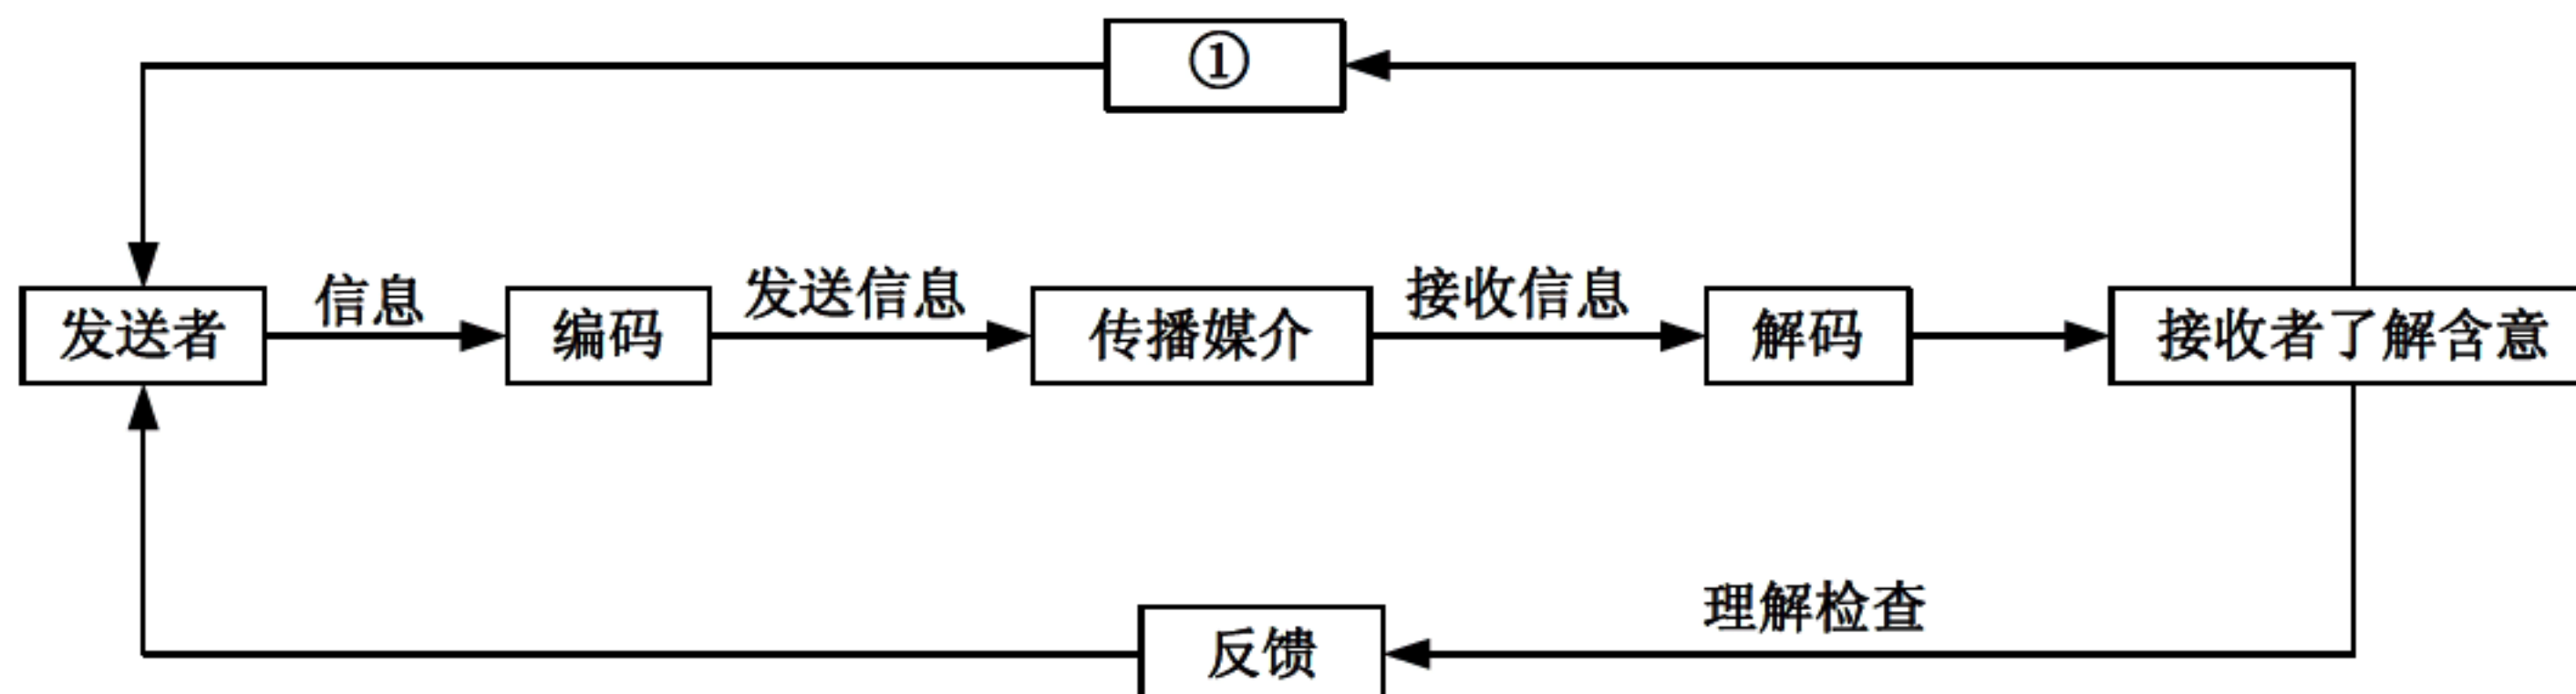 ①
发送者
信息
编码
发送信息
传播媒介
接收信息
解码
接收者了解含意
理解检查
反馈